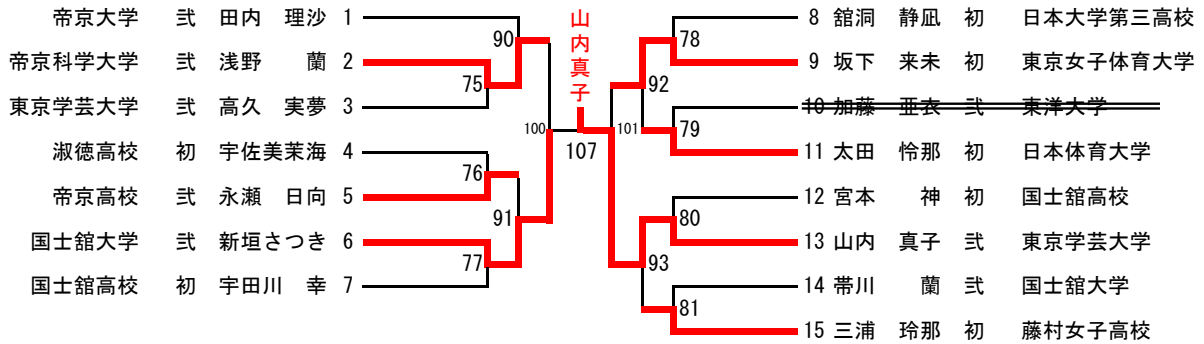 帝京大学 弐 田内 理沙 1
帝京科学大学 弐 浅野 蘭 2
東京学芸大学 弐 高久 実夢 3
淑徳高校 初 宇佐美茉海 4
帝京高校 弐 永瀬 日向 5
国士舘大学 弐 新垣さつき 6
国士舘高校 初 宇田川 幸 7
90
75
76
91
77
100
山内真子
107
101
78
92
79
80
93
81
8 舘洞 静凪 初 日本大学第三高校
9 坂下 来未 初 東京女子体育大学
10 加藤 亜衣 弐 東洋大学
11 太田 怜那 初 日本体育大学
12 宮本 神 初 国士舘高校
13 山内 真子 弐 東京学芸大学
14 帯川 蘭 弐 国士舘大学
15 三浦 玲那 初 藤村女子高校